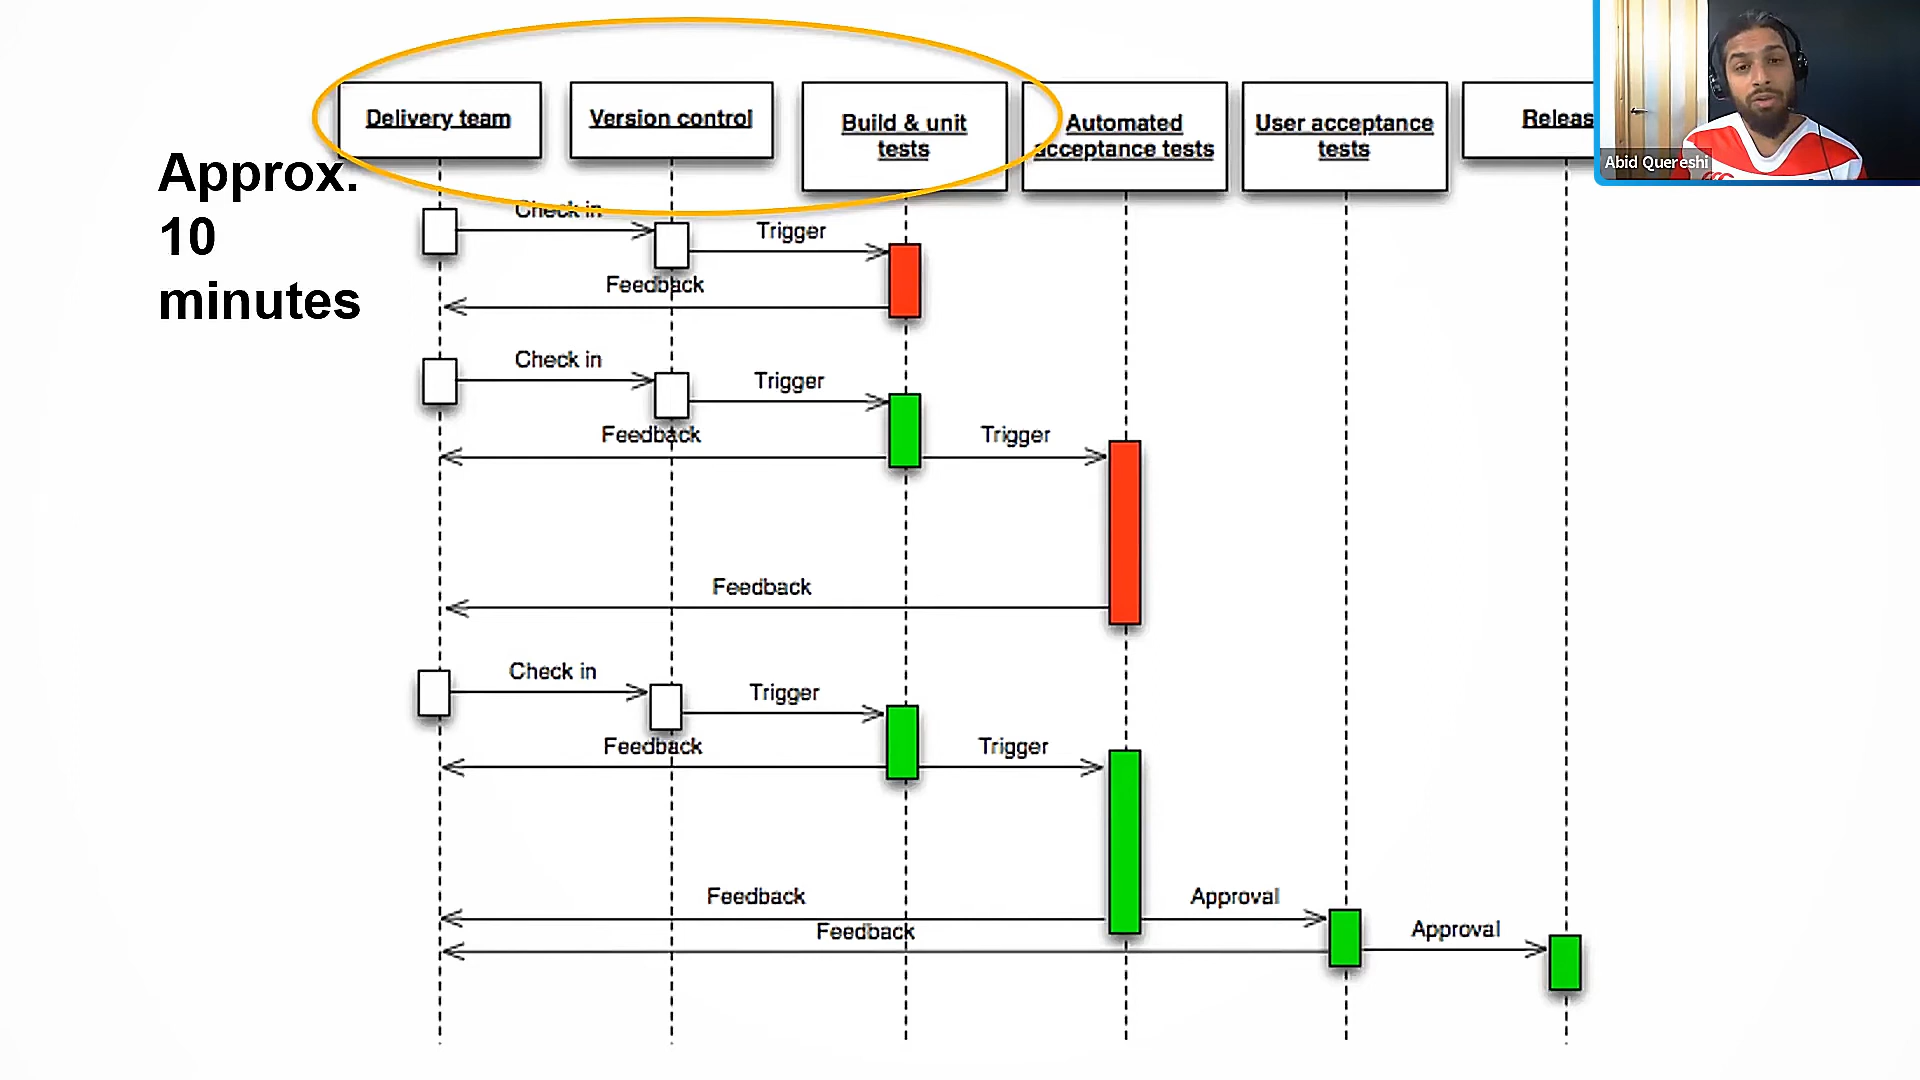 Delivery team
Version control
Build & unit
tests
Automated
acceptance tests
User acceptance
tests
Releas
Abid Quereshi
Approx.
10
minutes
Check in
Trigger
Feedback
Check in
Trigger
Feedback
Trigger
Feedback
Check in
Trigger
Feedback
Trigger
Feedback
Approval
Feedback
Approval